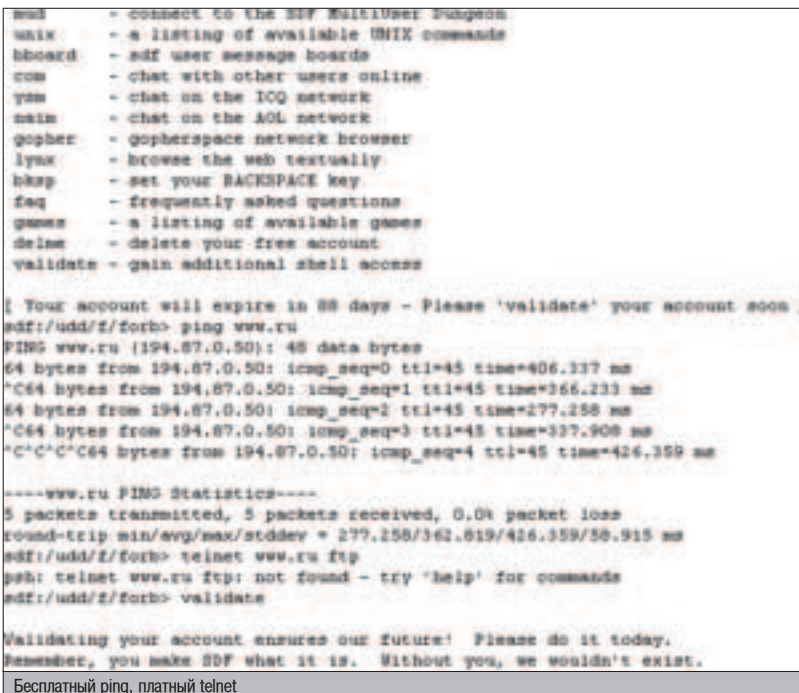 mud - connect to the SDF MultiUser Dungeon
unix - a listing of available UNIX commands
bboard - sdf user message boards
com - chat with other users online
ysm - chat on the ICQ network
naim - chat on the AOL network
gopher - gopherspace network browser
lynx - browse the web textually
bksp - set your BACKSPACE key
faq - frequently asked questions
games - a listing of available games
delme - delete your free account
validate - gain additional shell access
[ Your account will expire in 88 days - Please 'validate' your account soon
sdf:/udd/f/forb> ping www.ru
PING www.ru (194.87.0.50): 48 data bytes
64 bytes from 194.87.0.50: icmp_seq=0 ttl=45 time=406.337 ms
^C64 bytes from 194.87.0.50: icmp_seq=1 ttl=45 time=366.233 ms
64 bytes from 194.87.0.50: icmp_seq=2 ttl=45 time=277.258 ms
^C64 bytes from 194.87.0.50: icmp_seq=3 ttl=45 time=337.908 ms
^C^C^C^C64 bytes from 194.87.0.50: icmp_seq=4 ttl=45 time=426.359 ms
----www.ru PING Statistics----
5 packets transmitted, 5 packets received, 0.0% packet loss
round-trip min/avg/max/stddev = 277.258/362.819/426.359/58.915 ms
sdf:/udd/f/forb> telnet www.ru ftp
psh: telnet www.ru ftp: not found - try 'help' for commands
sdf:/udd/f/forb> validate
Validating your account ensures our future! Please do it today.
Remember, you make SDF what it is. Without you, we wouldn't exist.
Бесплатный ping, платный telnet